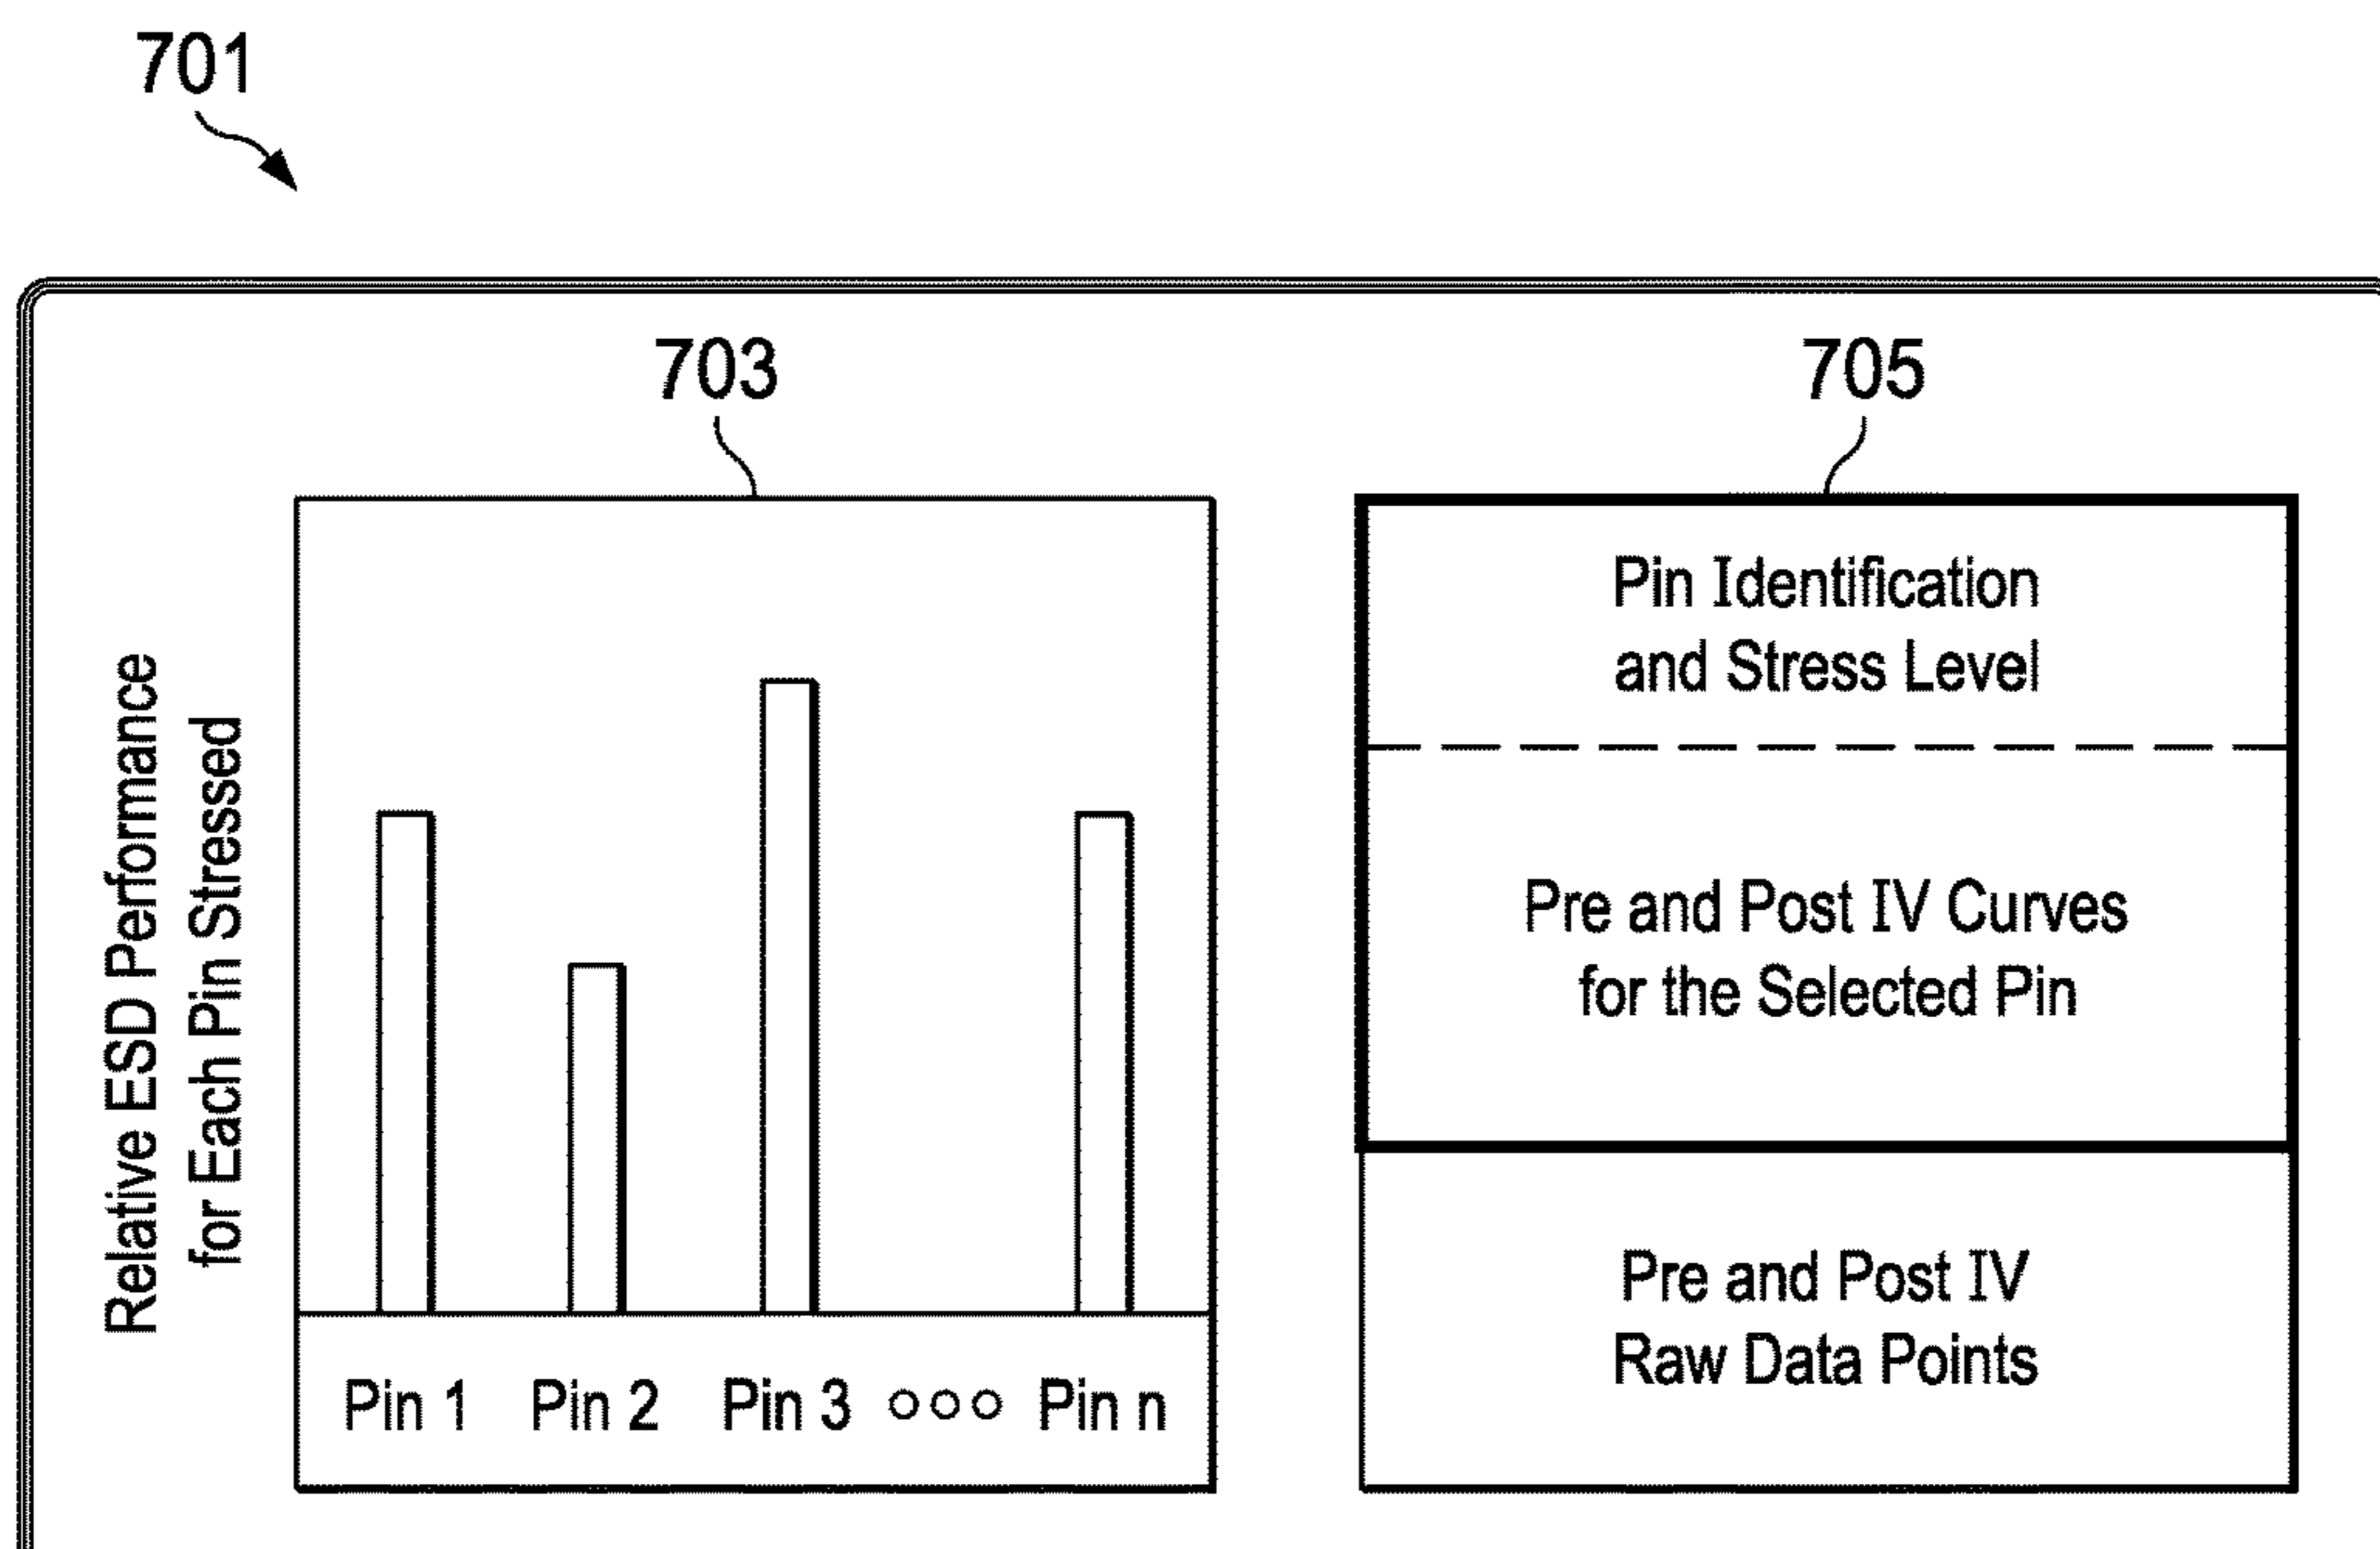 701
703
705
Relative ESD Performance
for Each Pin Stressed
Pin 1 Pin 2 Pin 3 ○○○ Pin n
Pin Identification
and Stress Level
Pre and Post IV Curves
for the Selected Pin
Pre and Post IV
Raw Data Points